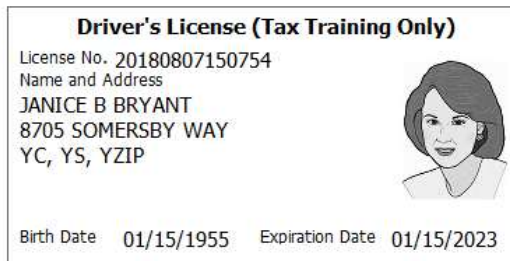 Driver's License (Tax Training Only)
License No. 20180807150754
Name and Address
JANICE B BRYANT
8705 SOMERSBY WAY
YC, YS, YZIP
Birth Date 01/15/1955 Expiration Date 01/15/2023